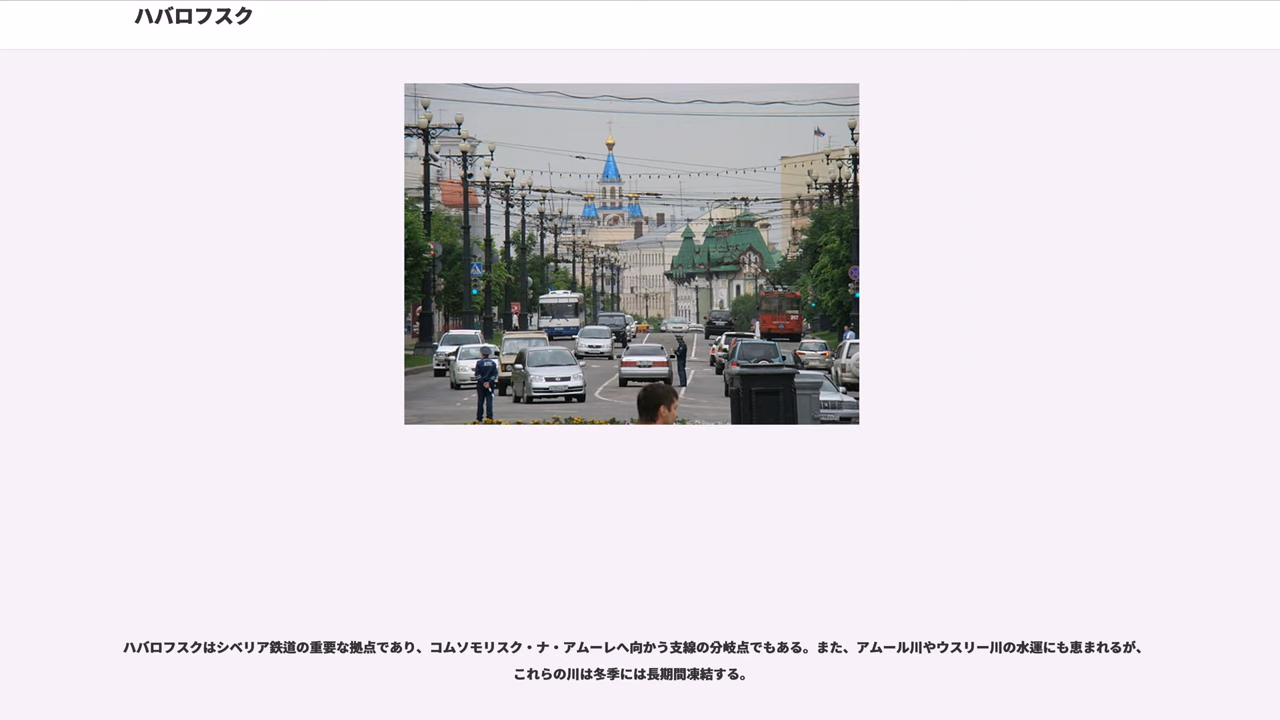 ハバロフスク
ハバロフスクはシベリア鉄道の重要な拠点であり、コムソモリスク・ナ・アムーレへ向かう支線の分岐点でもある。また、アムール川やウスリー川の水運にも恵まれるが、
これらの川は冬季には長期間凍結する。